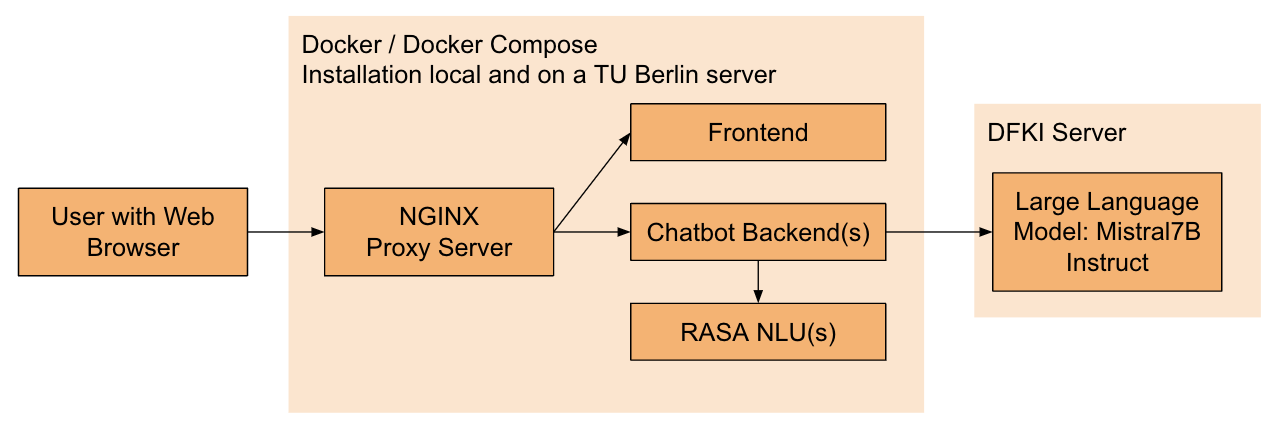 Docker / Docker Compose
Installation local and on a TU Berlin server
Frontend
DFKI Server
User with Web
Browser
NGINX
Proxy Server
Chatbot Backend(s)
Large Language
Model: Mistral7B
Instruct
RASA NLU(s)